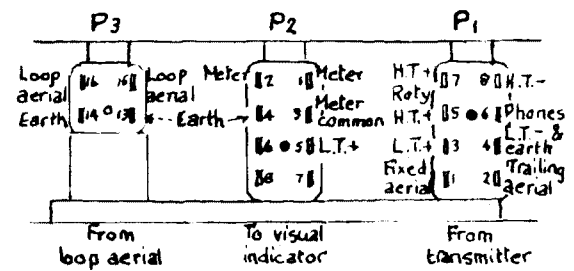 P3 P2 P1
Loop aerial 16 15 Loop aerial
Earth 14 13 Earth
Meter 2 1 Meter
4 3 Meter common
6 5 L.T.+
8 7
H.T.+ Roty 7 8 H.T.-
H.T.+ 5 6 Phones
L.T.+ 3 4 L.T.- & earth
Fixed aerial 1 2 Trailing aerial
From loop aerial
To visual indicator
From transmitter